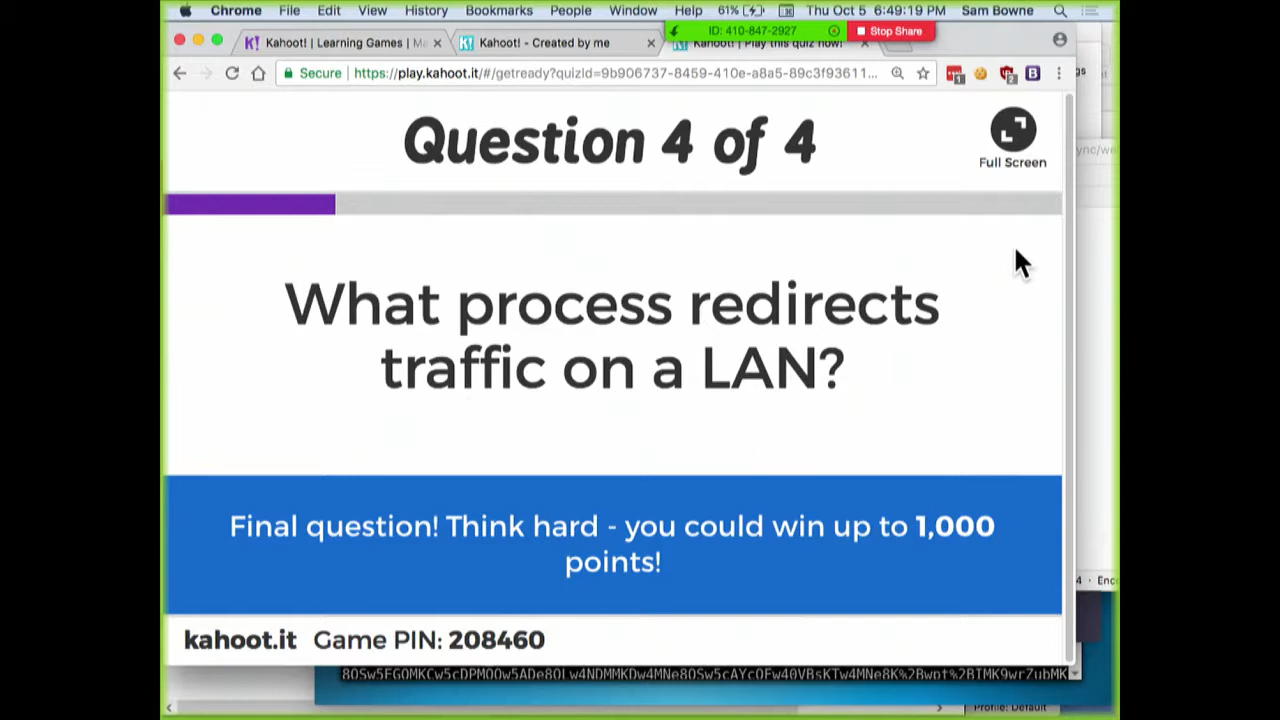 Chrome File Edit View History Bookmarks People Window Help 61% Thu Oct 5 6:49:19 PM Sam Bowne
ID: 410-847-2927 Stop Share
Kahoot! | Learning Games | Ma
Kahoot! - Created by me
Kahoot! | Play this quiz now!
Secure | https://play.kahoot.it/#/getready?quizId=9b906737-8459-410e-a8a5-89c3f93611...
Question 4 of 4
Full Screen
What process redirects
traffic on a LAN?
Final question! Think hard - you could win up to 1,000
points!
kahoot.it Game PIN: 208460
Profile: Default